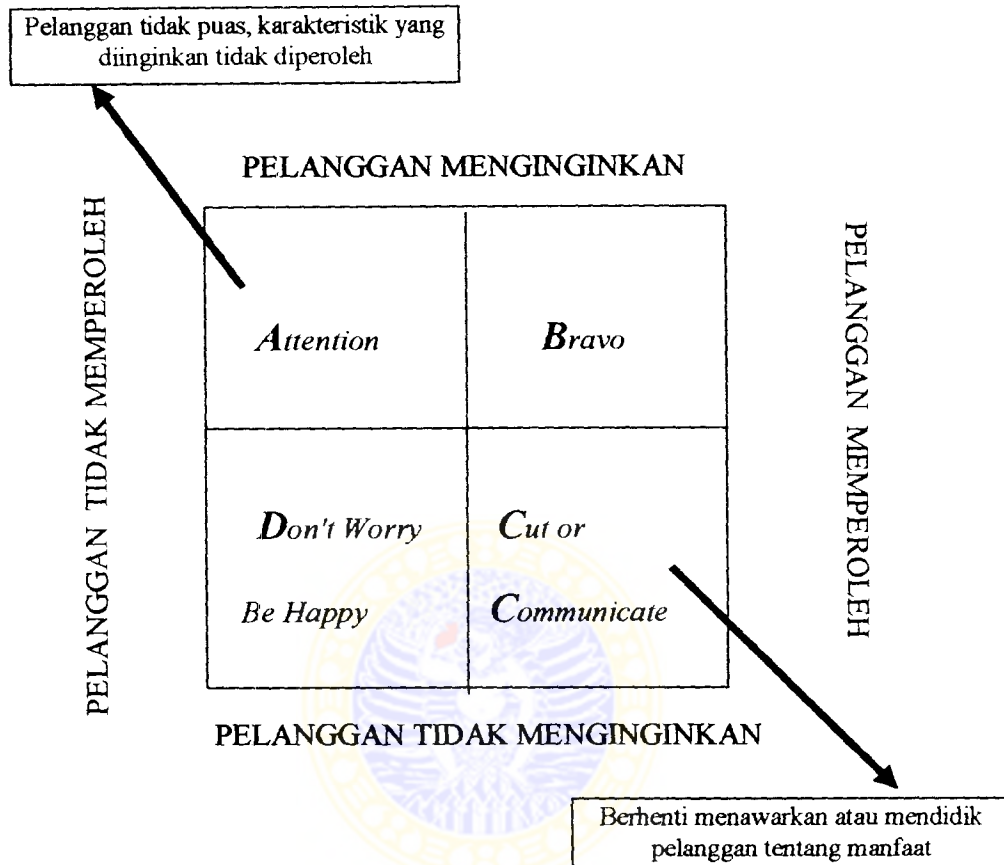 Pelanggan tidak puas, karakteristik yang
diinginkan tidak diperoleh
PELANGGAN MENGINGINKAN
PELANGGAN TIDAK MEMPEROLEH
PELANGGAN MEMPEROLEH
Attention
Bravo
Don't Worry
Be Happy
Cut or
Communicate
PELANGGAN TIDAK MENGINGINKAN
Berhenti menawarkan atau mendidik
pelanggan tentang manfaat